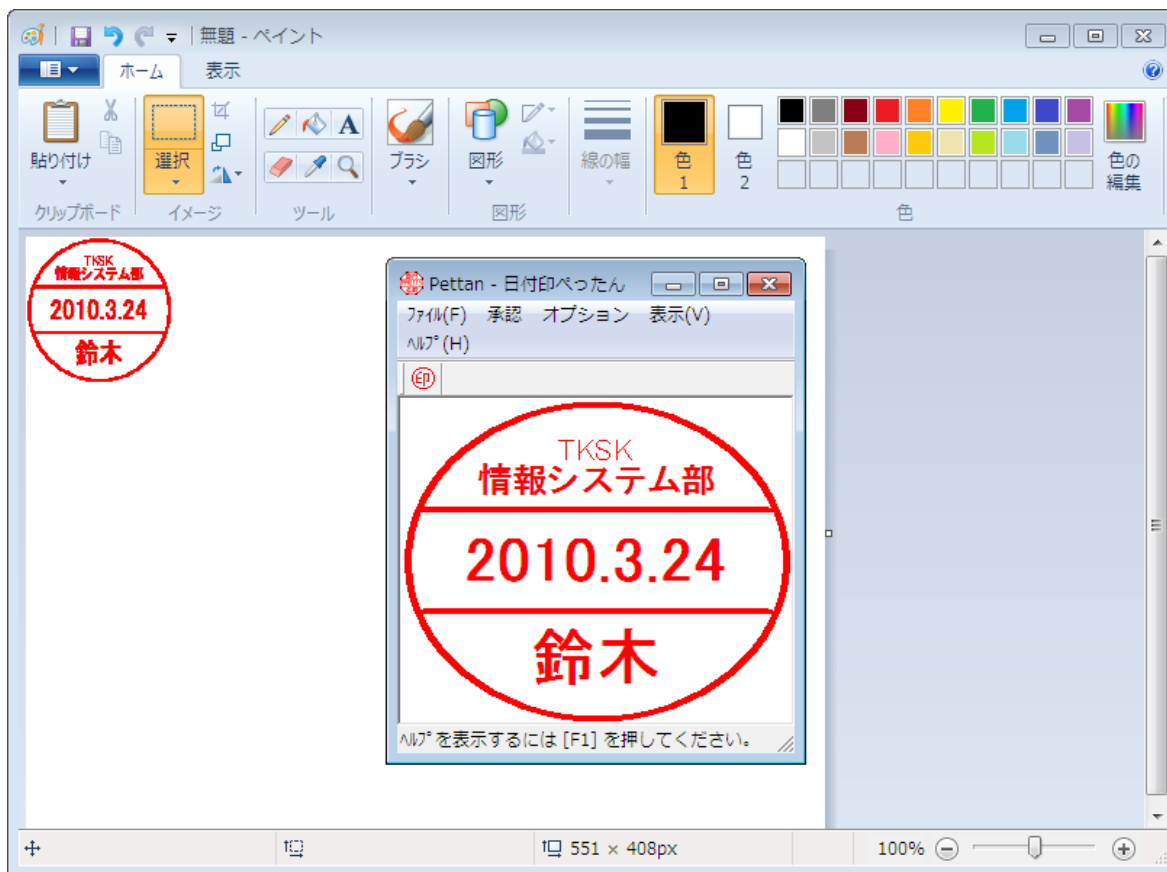 無題 - ペイント
ホーム 表示
貼り付け
選択
A
ブラシ
図形
線の幅
色
1
色
2
色の
編集
クリップボード
イメージ
ツール
図形
色
TKSK
情報システム部
2010.3.24
鈴木
Pettan - 日付印ぺったん
ﾌｧｲﾙ(F) 承認 オプション 表示(V)
ﾍﾙﾌﾟ(H)
印
TKSK
情報システム部
2010.3.24
鈴木
ﾍﾙﾌﾟを表示するには [F1] を押してください。
551 × 408px
100%